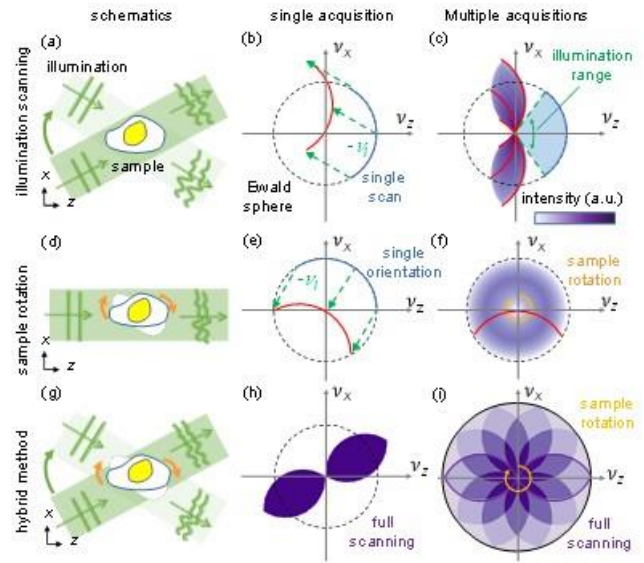 schematics
single acquisition
Multiple acquisitions
illumination scanning
(a)
illumination
sample
x
z
(b)
νx
νz
-νi
Ewald
sphere
single
scan
(c)
νx
νz
illumination
range
intensity (a.u.)
sample rotation
(d)
x
z
(e)
νx
νz
-νi
single
orientation
(f)
νx
νz
sample
rotation
hybrid method
(g)
x
z
(h)
νx
νz
full
scanning
(i)
νx
νz
sample
rotation
full
scanning